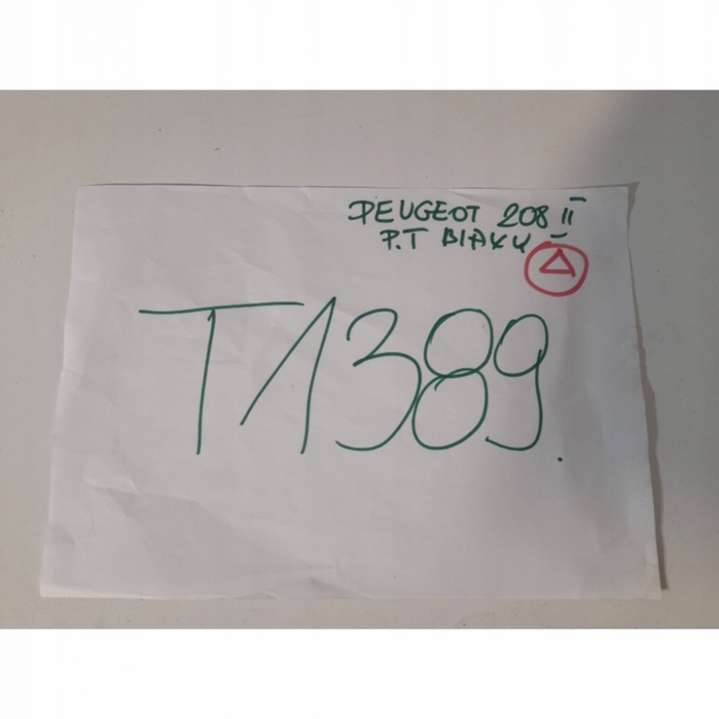 PEUGEOT 208 II
P.T BIAŁY
T1389.